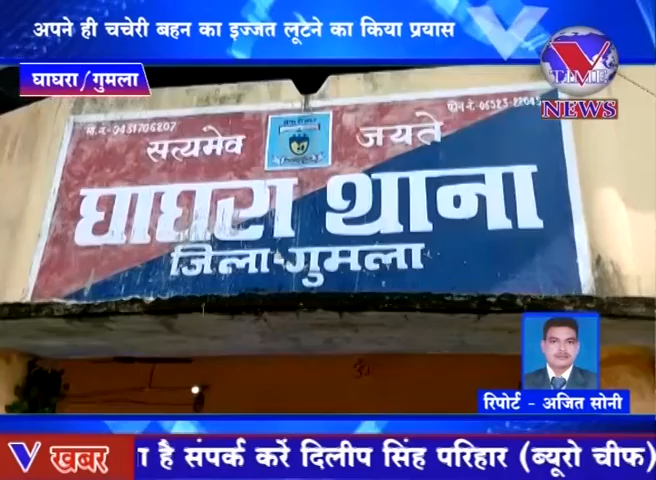 अपने ही चचेरी बहन का इज्जत लूटने का किया प्रयास
घाघरा/गुमला
V TIME NEWS
सत्यमेव जयते
घाघरा थाना
जिला-गुमला
रिपोर्ट - अजित सोनी
V खबर
है संपर्क करें दिलीप सिंह परिहार (ब्यूरो चीफ)